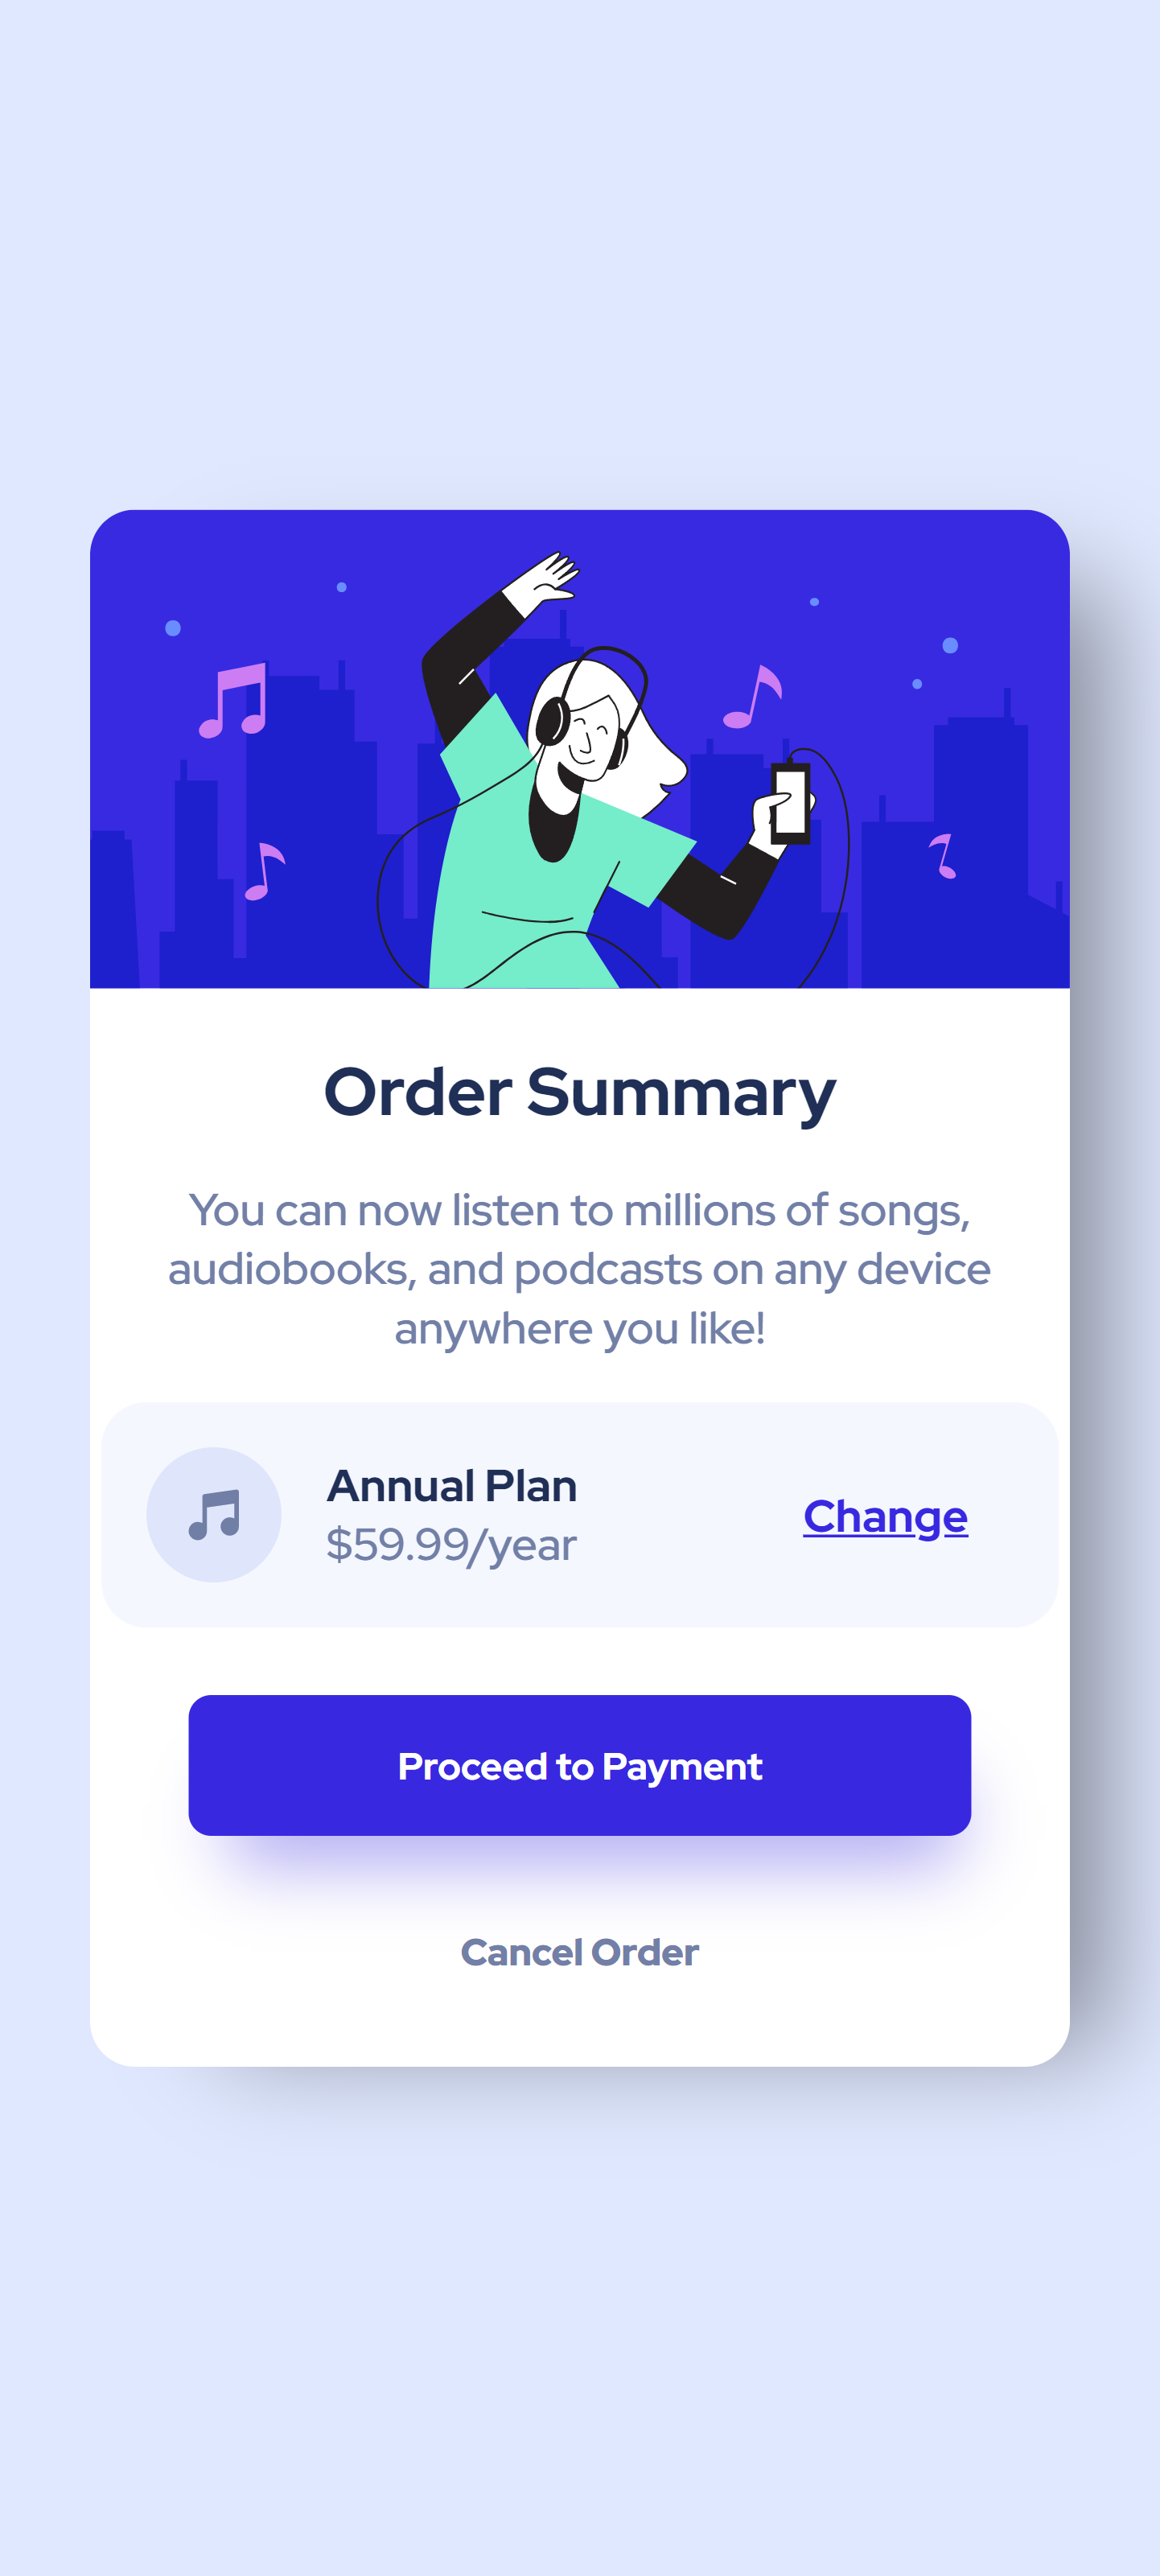 Order Summary
You can now listen to millions of songs,
audiobooks, and podcasts on any device
anywhere you like!
Annual Plan
$59.99/year
Change
Proceed to Payment
Cancel Order